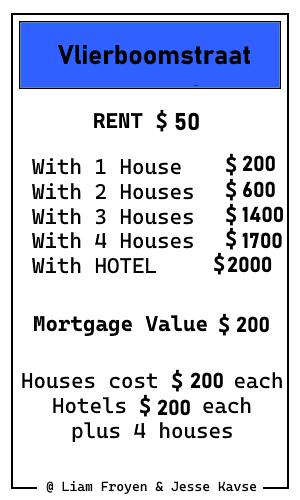 Vlierboomstraat
RENT $ 50
With 1 House $ 200
With 2 Houses $ 600
With 3 Houses $ 1400
With 4 Houses $ 1700
With HOTEL $2000
Mortgage Value $ 200
Houses cost $ 200 each
Hotels $ 200 each
plus 4 houses
@ Liam Froyen & Jesse Kavse